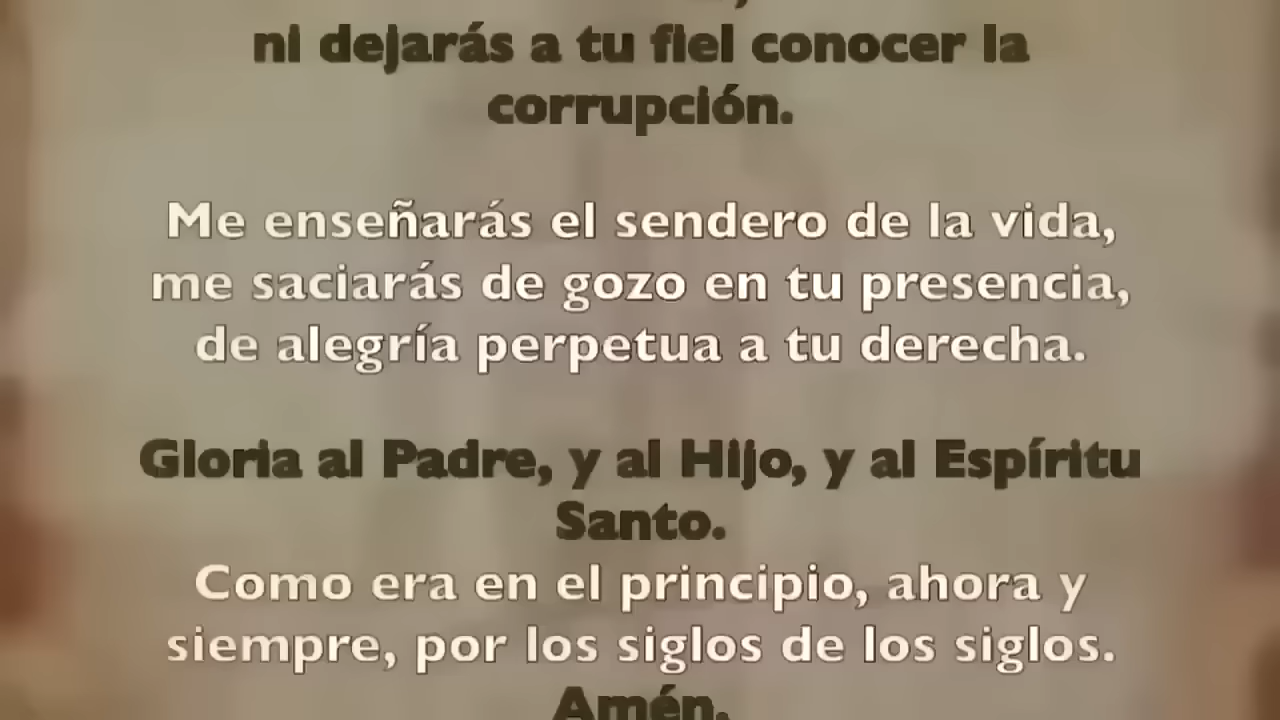 ni dejarás a tu fiel conocer la
corrupción.
Me enseñarás el sendero de la vida,
me saciarás de gozo en tu presencia,
de alegría perpetua a tu derecha.
Gloria al Padre, y al Hijo, y al Espíritu
Santo.
Como era en el principio, ahora y
siempre, por los siglos de los siglos.
Amén.